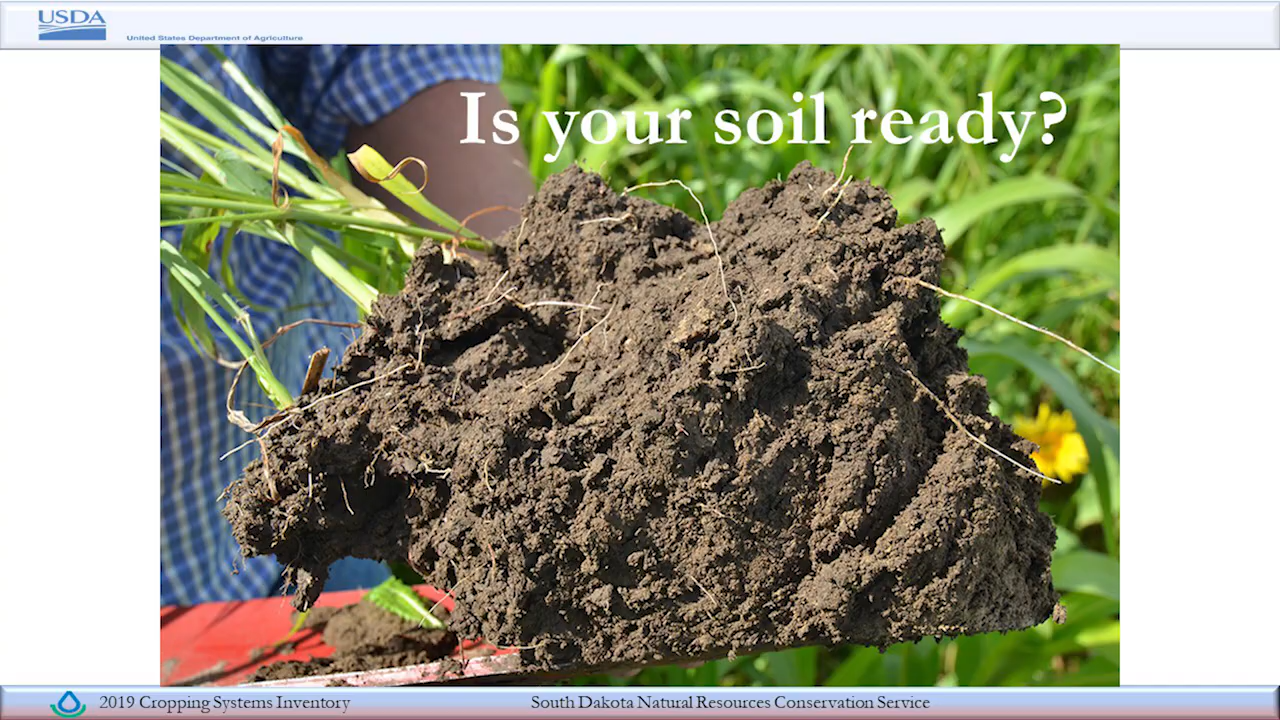 USDA
United States Department of Agriculture
Is your soil ready?
2019 Cropping Systems Inventory
South Dakota Natural Resources Conservation Service